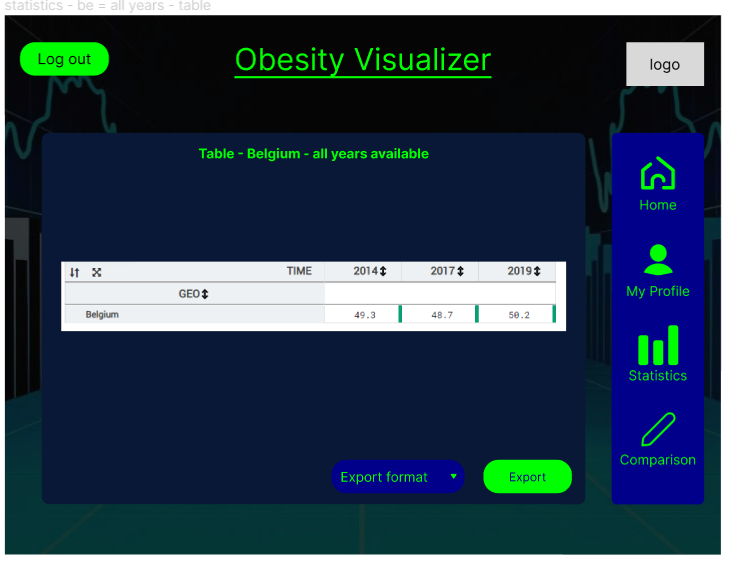 statistics - be = all years - table
Log out
Obesity Visualizer
logo
Table - Belgium - all years available
TIME 2014 2017 2019
GEO
Belgium 49.3 48.7 50.2
Home
My Profile
Statistics
Comparison
Export format
Export